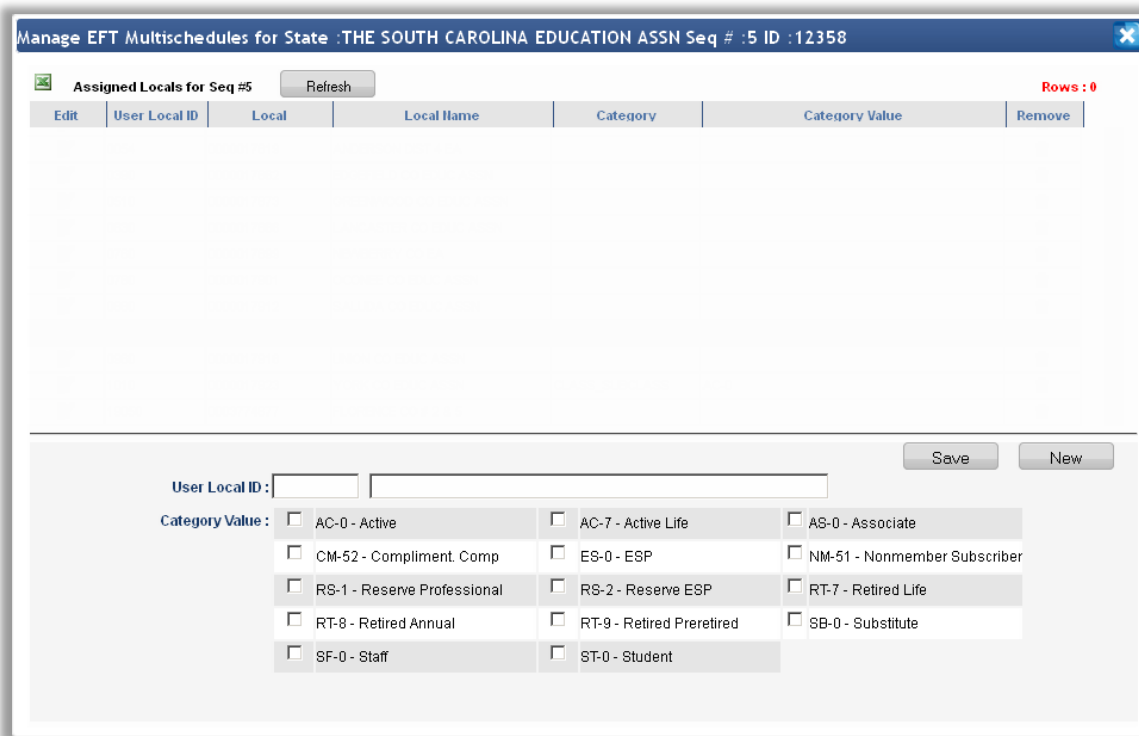 Manage EFT Multischedules for State :THE SOUTH CAROLINA EDUCATION ASSN Seq # :5 ID :12358
Assigned Locals for Seq #5 Refresh Rows : 0
Edit User Local ID Local Local Name Category Category Value Remove
Save New
User Local ID :
Category Value : AC-0 - Active AC-7 - Active Life AS-0 - Associate
CM-52 - Compliment. Comp ES-0 - ESP NM-51 - Nonmember Subscriber
RS-1 - Reserve Professional RS-2 - Reserve ESP RT-7 - Retired Life
RT-8 - Retired Annual RT-9 - Retired Preretired SB-0 - Substitute
SF-0 - Staff ST-0 - Student